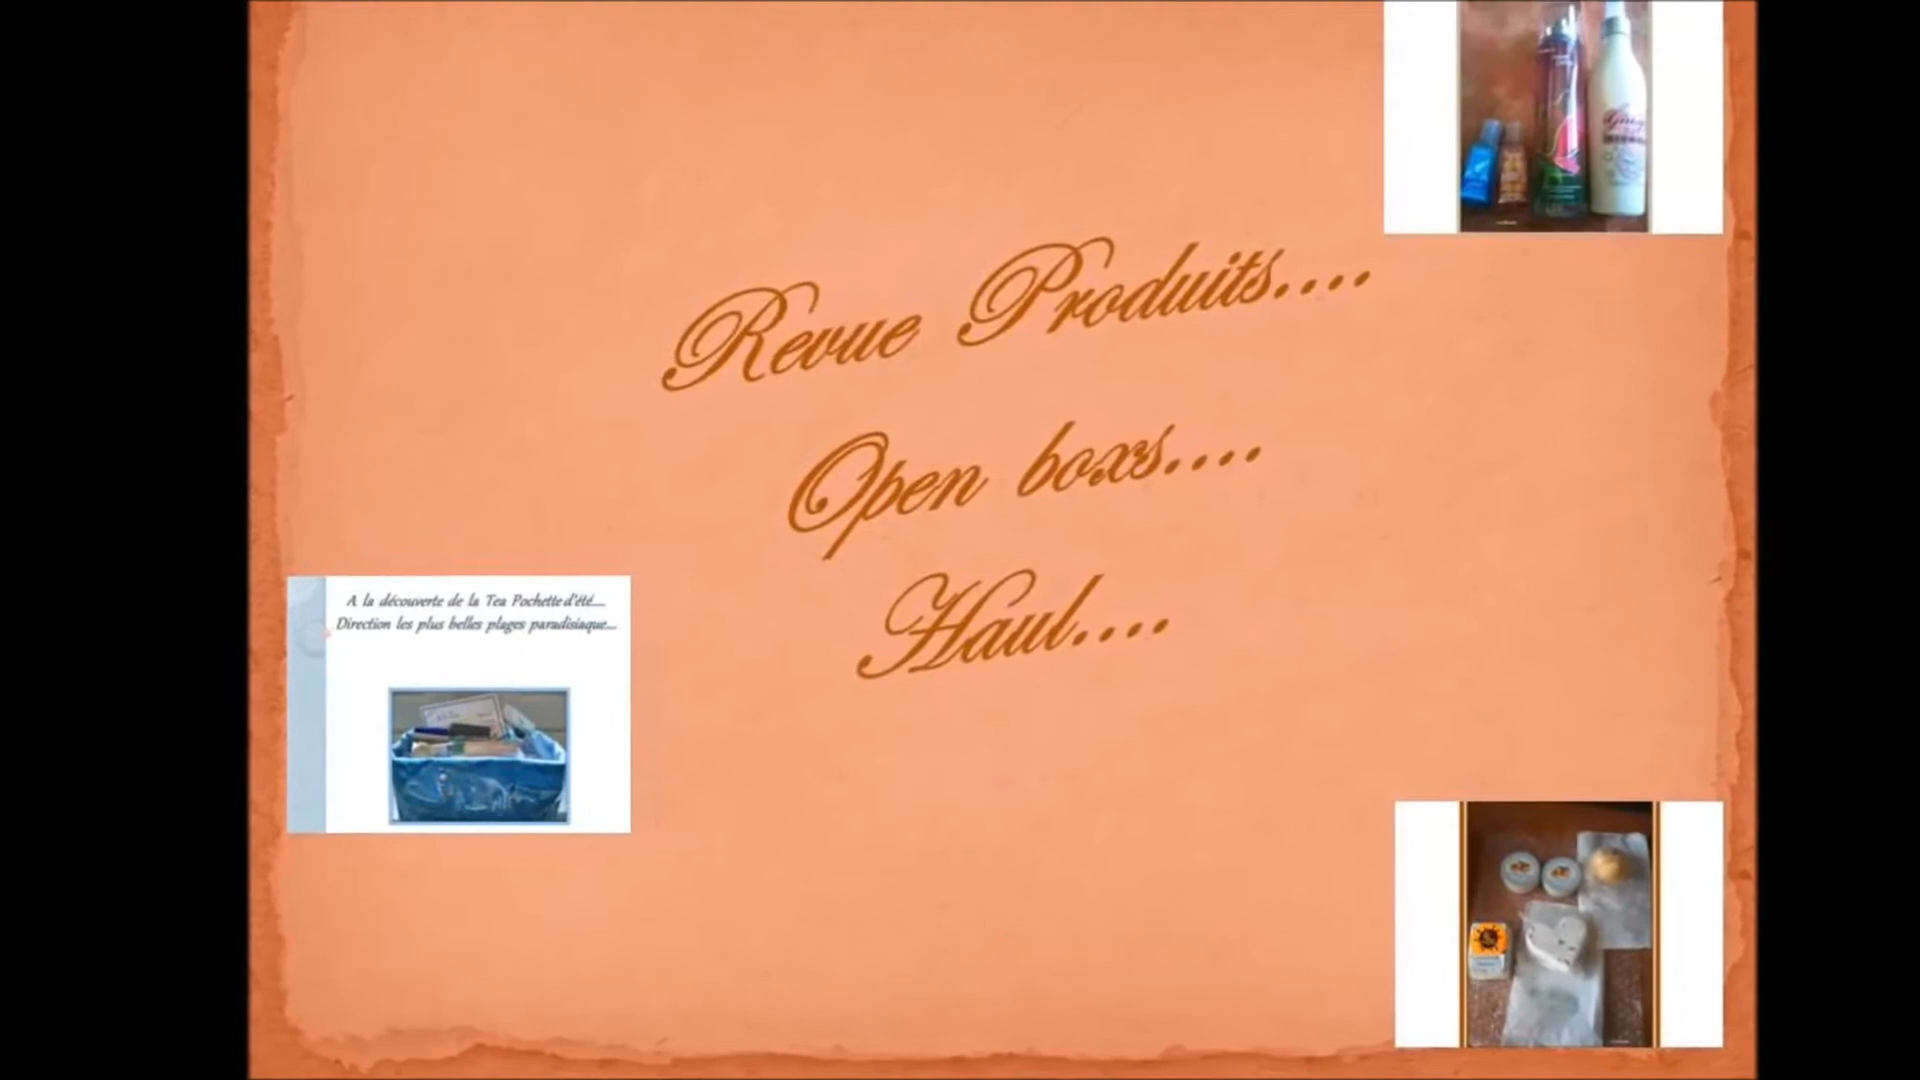 Revue Produits....
Open boxs....
Haul....
A la découverte de la Tea Pochette d'été....
Direction les plus belles plages paradisiaque....